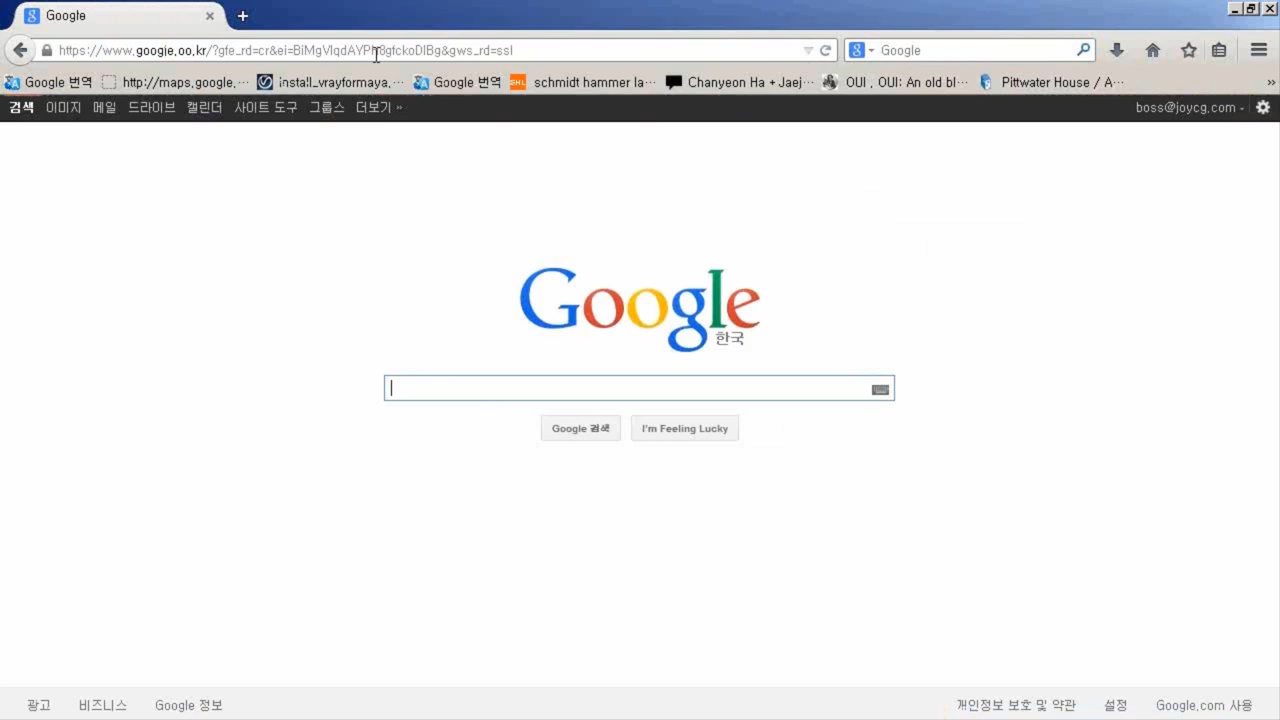 Google
https://www.google.co.kr/?gfe_rd=cr&ei=BiMgVIqdAYPH8gfckoDIBg&gws_rd=ssl
Google
Google 번역 http://maps.google.… install_vrayformaya.… Google 번역 schmidt hammer la… Chanyeon Ha + Jaej… OUI , OUI: An old bl… Pittwater House / A…
검색 이미지 메일 드라이브 캘린더 사이트 도구 그룹스 더보기 »
boss@joycg.com
Google
한국
Google 검색 I'm Feeling Lucky
광고 비즈니스 Google 정보 개인정보 보호 및 약관 설정 Google.com 사용